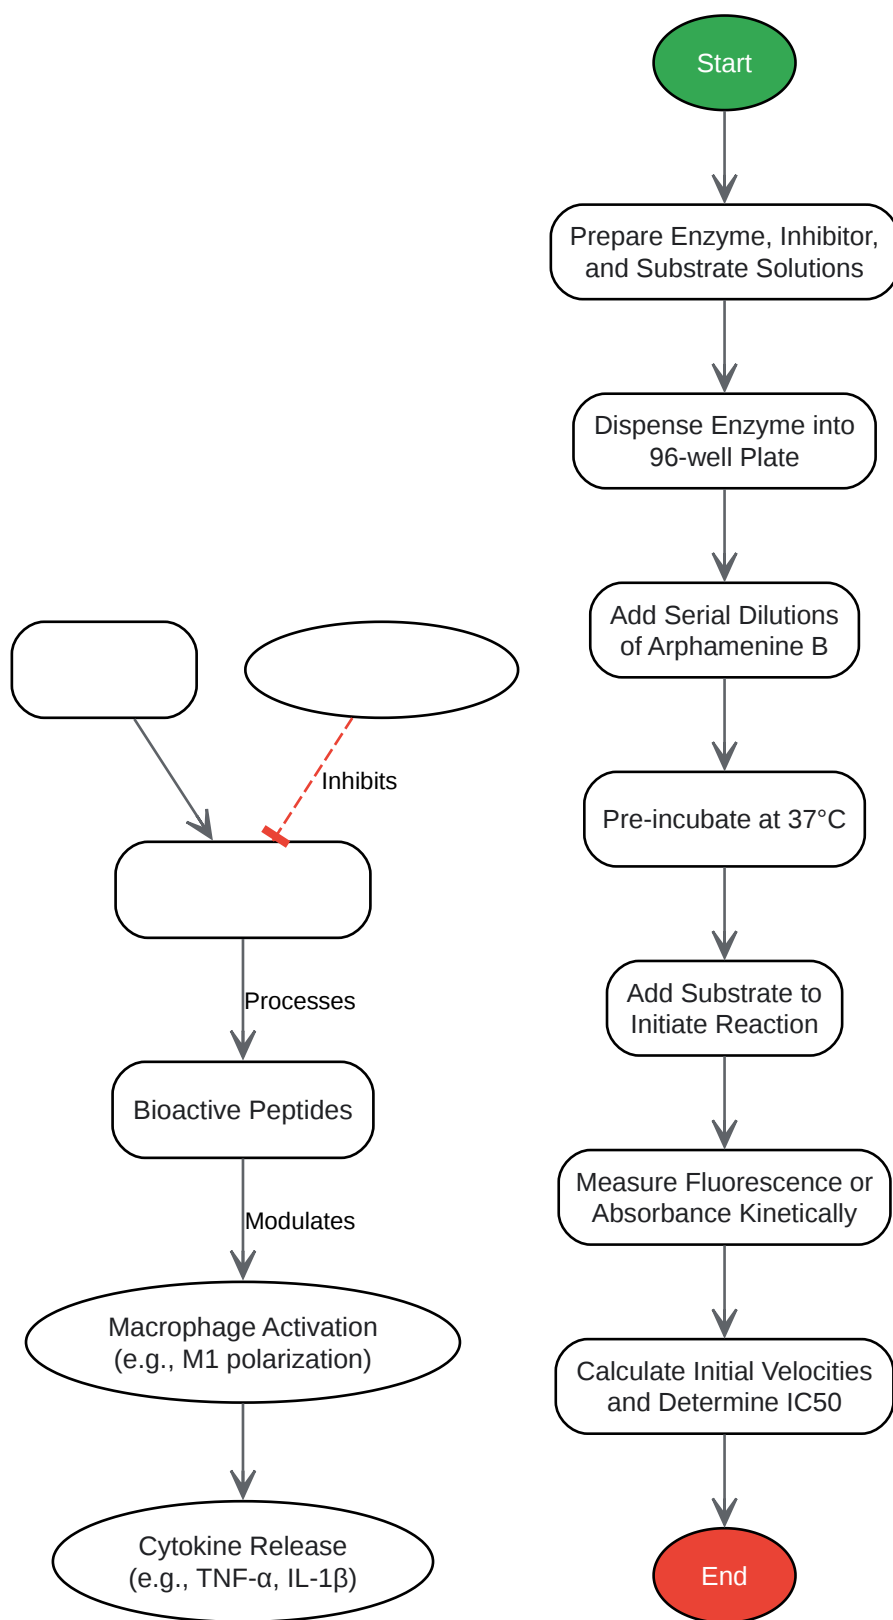 Inhibits
Processes
Bioactive Peptides
Modulates
Macrophage Activation
(e.g., M1 polarization)
Cytokine Release
(e.g., TNF-α, IL-1β)
Start
Prepare Enzyme, Inhibitor,
and Substrate Solutions
Dispense Enzyme into
96-well Plate
Add Serial Dilutions
of Arphamenine B
Pre-incubate at 37°C
Add Substrate to
Initiate Reaction
Measure Fluorescence or
Absorbance Kinetically
Calculate Initial Velocities
and Determine IC50
End